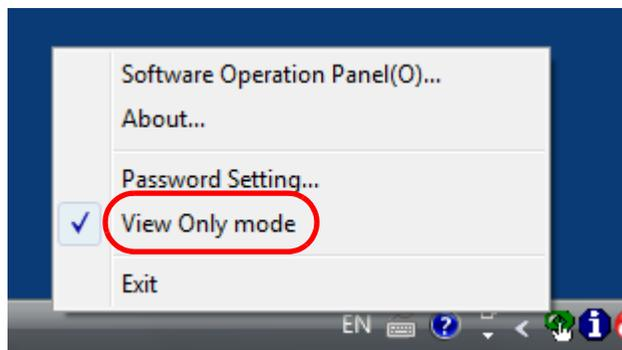 Software Operation Panel(O)...
About...
Password Setting...
View Only mode
Exit
EN